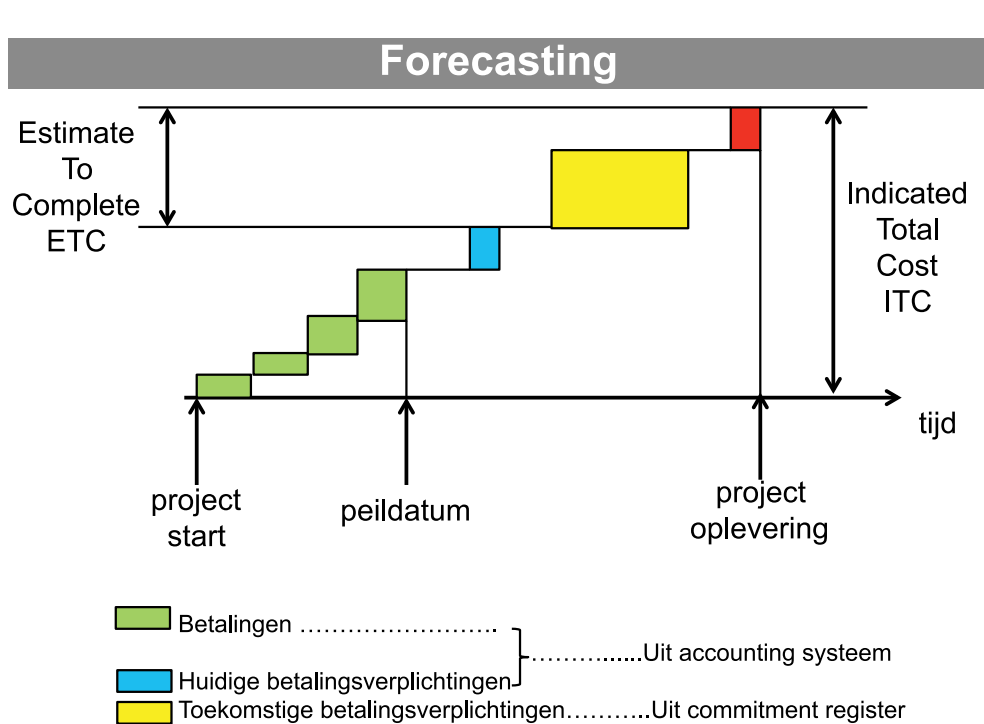 Forecasting
Estimate
To
Complete
ETC
Indicated
Total
Cost
ITC
tijd
project
start
peildatum
project
oplevering
Betalingen ……………………..
…………......Uit accounting systeem
Huidige betalingsverplichtingen
Toekomstige betalingsverplichtingen………...Uit commitment register